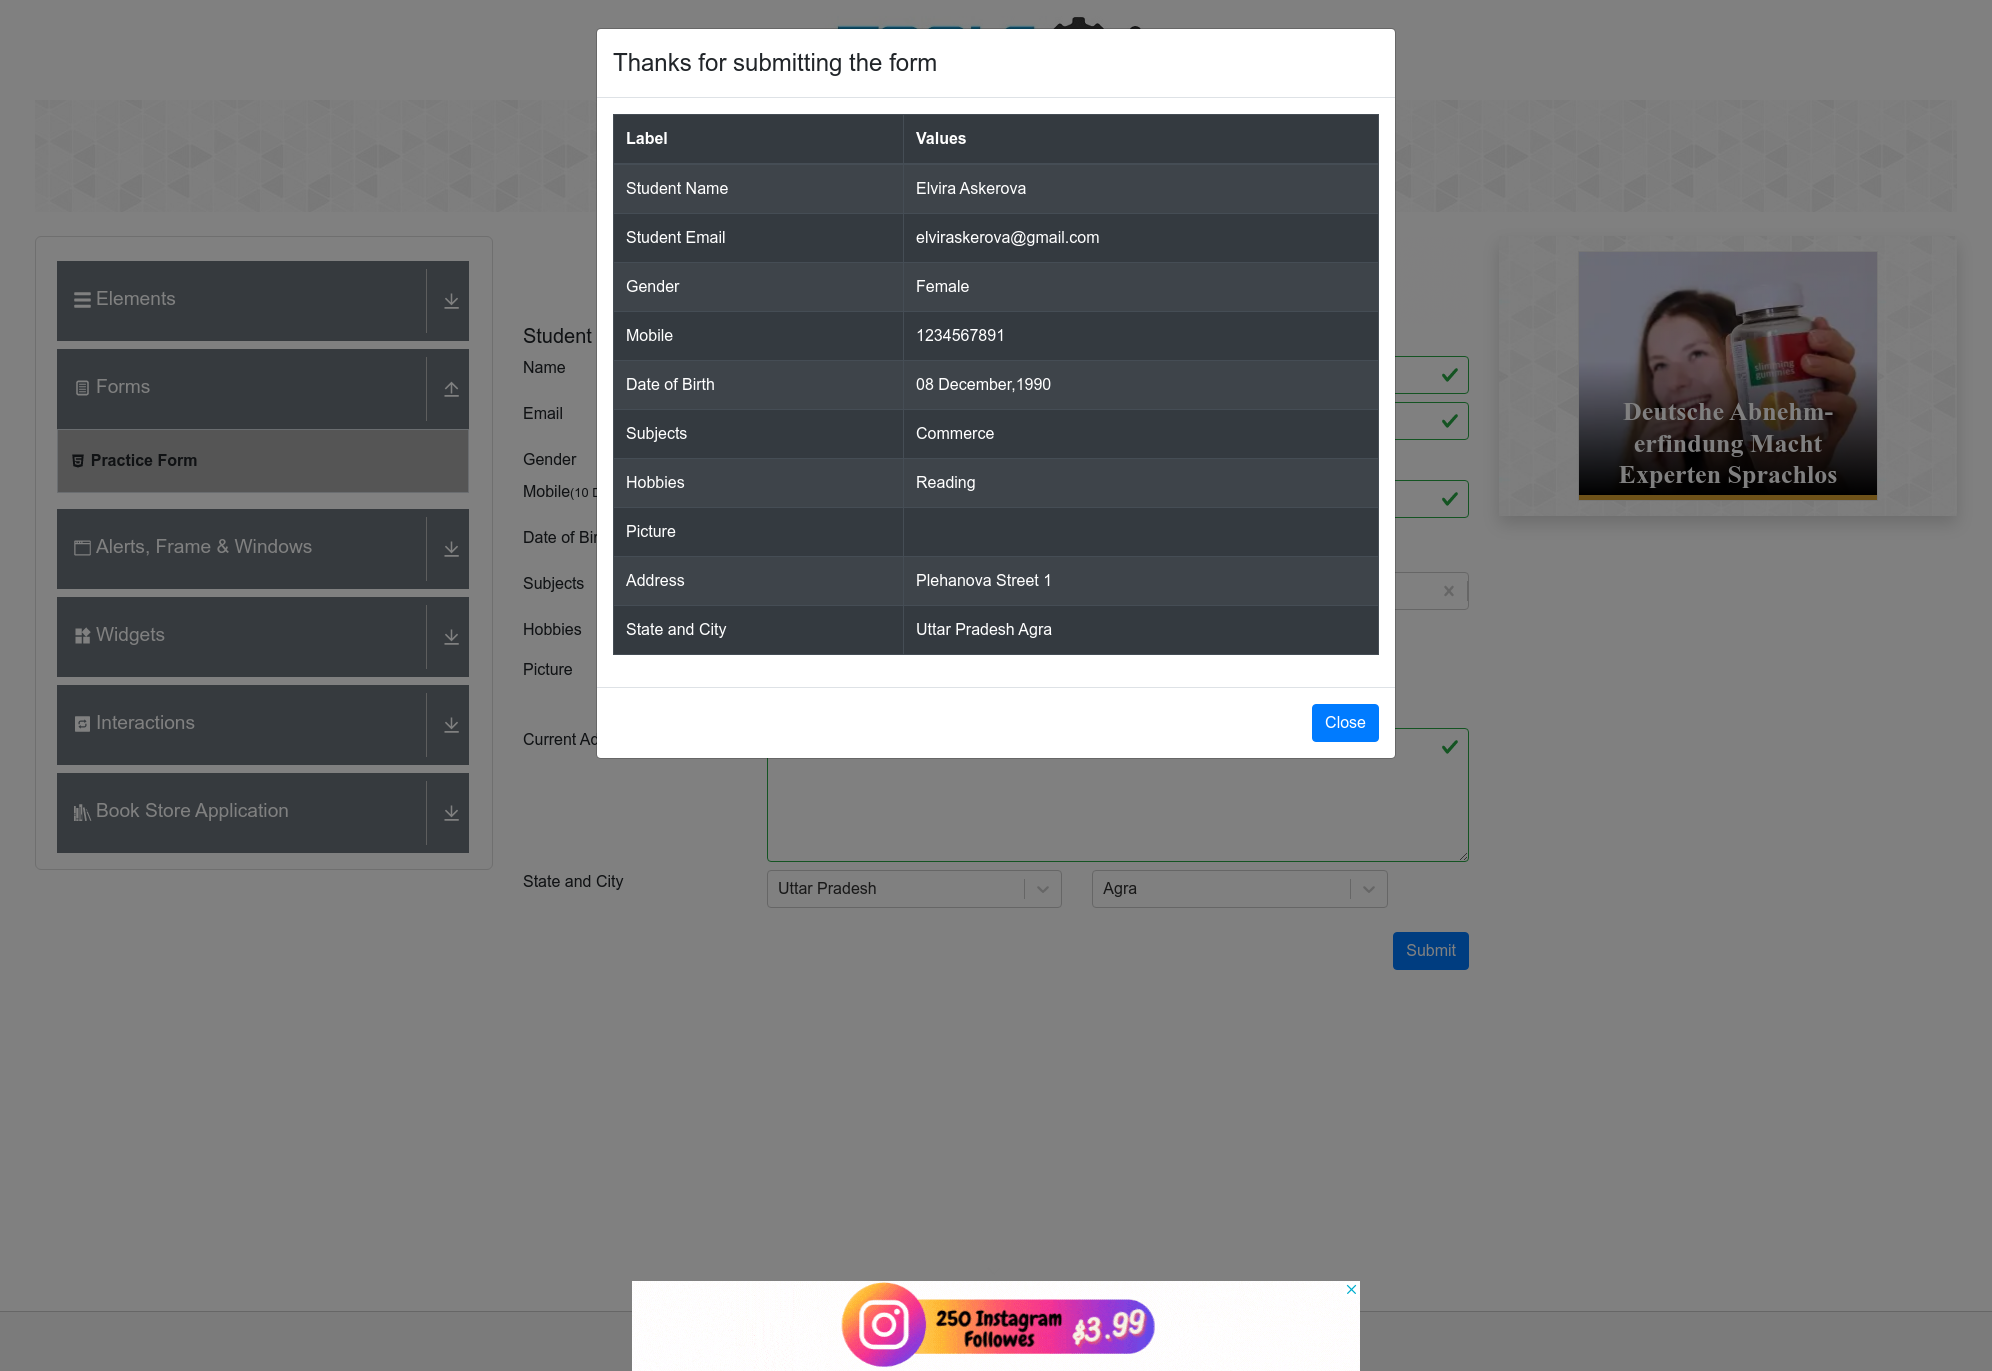 Thanks for submitting the form
Label Values
Student Name Elvira Askerova
Student Email elviraskerova@gmail.com
Gender Female
Mobile 1234567891
Date of Birth 08 December,1990
Subjects Commerce
Hobbies Reading
Picture
Address Plehanova Street 1
State and City Uttar Pradesh Agra
Close
Elements
Forms
Practice Form
Alerts, Frame & Windows
Widgets
Interactions
Book Store Application
Student
Name
Email
Gender
Mobile(10
Date of
Subjects
Hobbies
Picture
Current
State and City Uttar Pradesh Agra
Submit
slimming
gummies
Deutsche Abnehm-
erfindung Macht
Experten Sprachlos
250 Instagram
Followes
$3.99